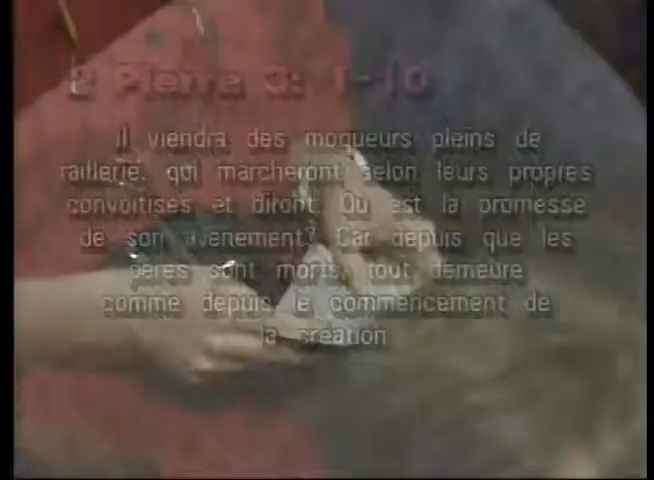 2 Pierre 3: 1-10
il viendra des moqueurs pleins de
raillerie, qui marcheront selon leurs propres
convoitises et diront: Où est la promesse
de son avènement? Car depuis que les
pères sont morts, tout demeure
comme depuis le commencement de
la création